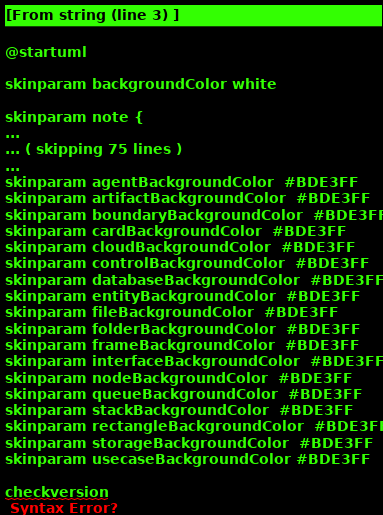 [From string (line 3) ]
@startuml
skinparam backgroundColor white
skinparam note {
...
... ( skipping 75 lines )
...
skinparam agentBackgroundColor  #BDE3FF
skinparam artifactBackgroundColor  #BDE3FF
skinparam boundaryBackgroundColor  #BDE3FF
skinparam cardBackgroundColor  #BDE3FF
skinparam cloudBackgroundColor  #BDE3FF
skinparam controlBackgroundColor  #BDE3FF
skinparam databaseBackgroundColor  #BDE3FF
skinparam entityBackgroundColor  #BDE3FF
skinparam fileBackgroundColor  #BDE3FF
skinparam folderBackgroundColor  #BDE3FF
skinparam frameBackgroundColor  #BDE3FF
skinparam interfaceBackgroundColor  #BDE3FF
skinparam nodeBackgroundColor  #BDE3FF
skinparam queueBackgroundColor  #BDE3FF
skinparam stackBackgroundColor  #BDE3FF
skinparam rectangleBackgroundColor  #BDE3FF
skinparam storageBackgroundColor  #BDE3FF
skinparam usecaseBackgroundColor #BDE3FF
checkversion
Syntax Error?